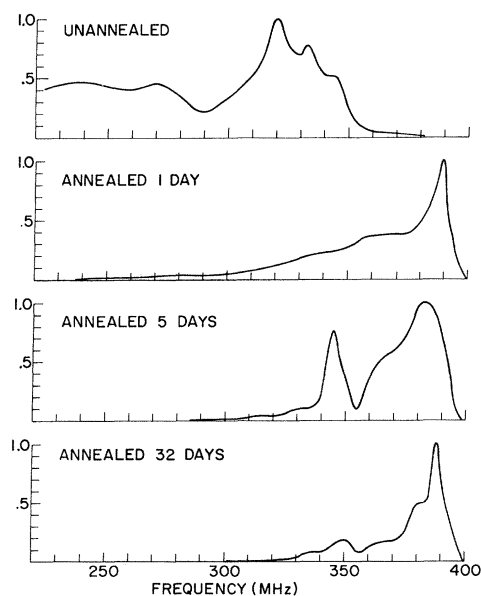 1.0
UNANNEALED
.5
1.0
ANNEALED 1 DAY
.5
1.0
ANNEALED 5 DAYS
.5
1.0
ANNEALED 32 DAYS
.5
250 300 350 400
FREQUENCY (MHz)